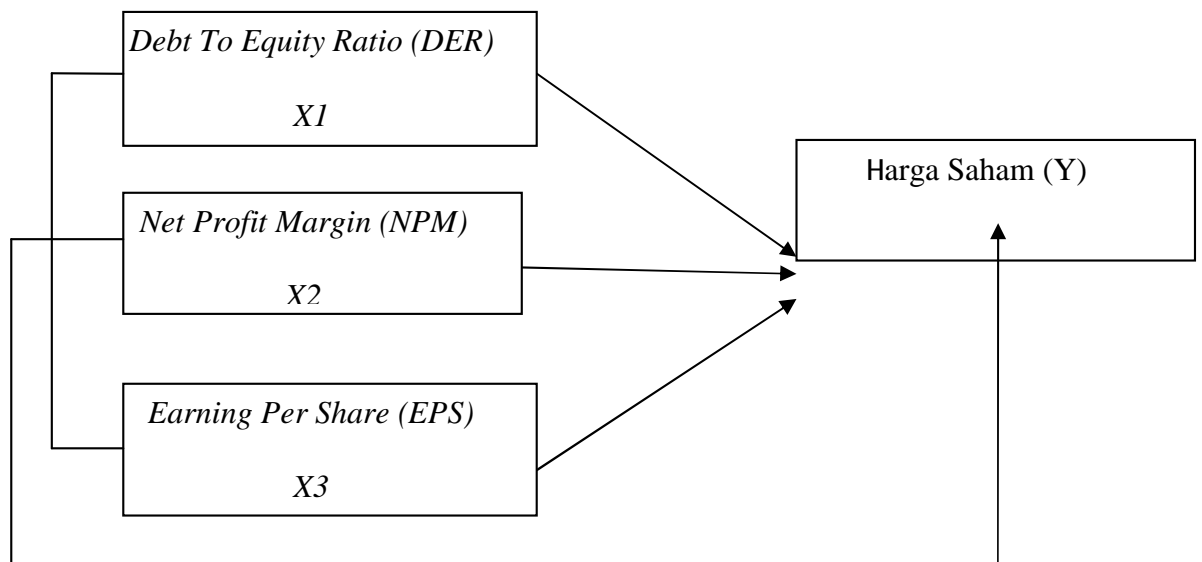 Debt To Equity Ratio (DER)
X1
Harga Saham (Y)
Net Profit Margin (NPM)
X2
Earning Per Share (EPS)
X3